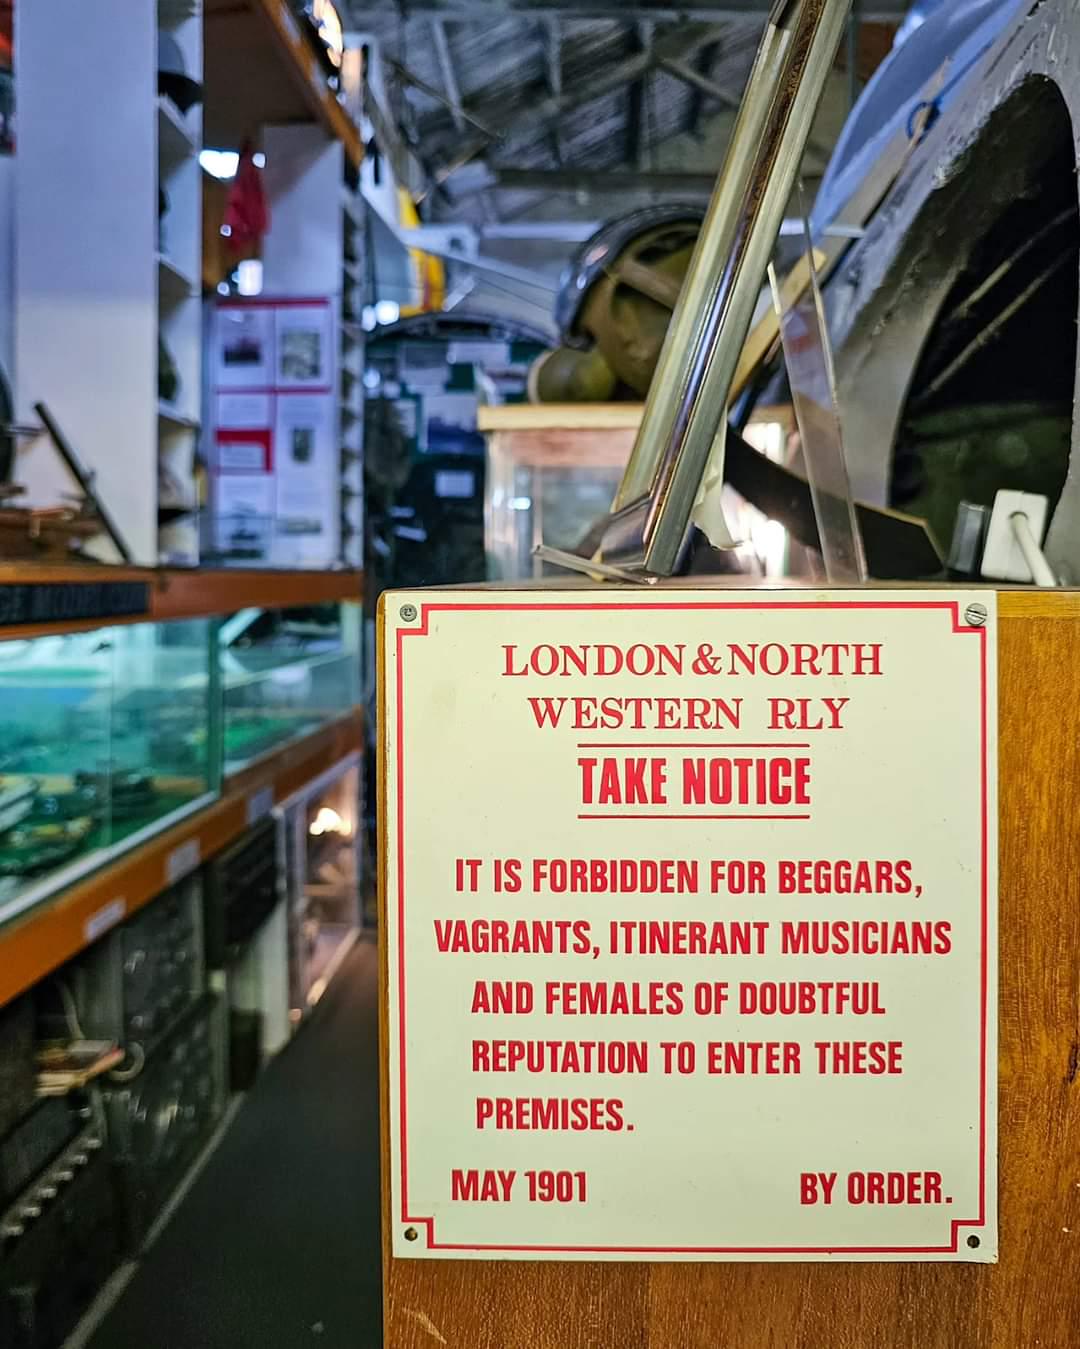 LONDON & NORTH
WESTERN RLY
TAKE NOTICE
IT IS FORBIDDEN FOR BEGGARS,
VAGRANTS, ITINERANT MUSICIANS
AND FEMALES OF DOUBTFUL
REPUTATION TO ENTER THESE
PREMISES.
MAY 1901 BY ORDER.